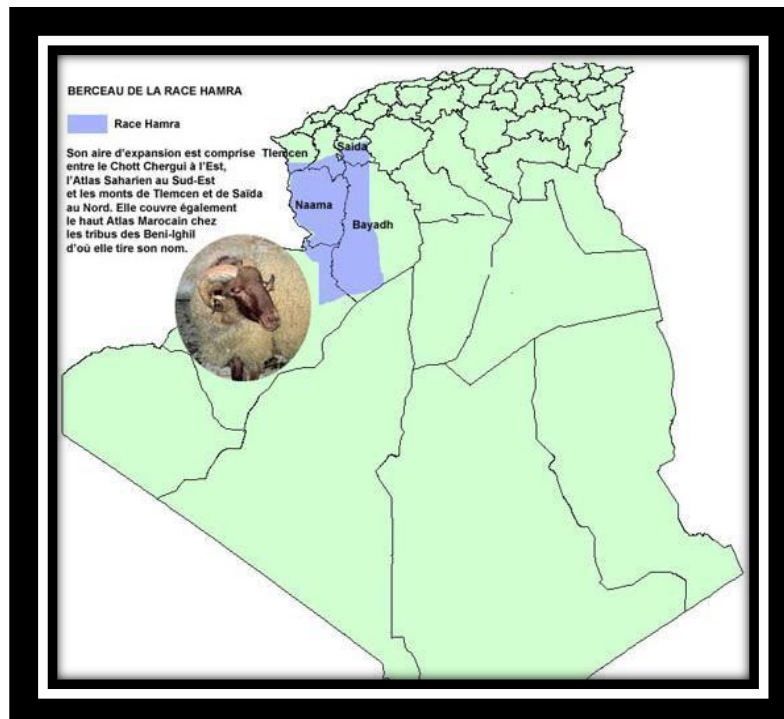 BERCEAU DE LA RACE HAMRA
Race Hamra
Son aire d'expansion est comprise
entre le Chott Chergui à l'Est,
l'Atlas Saharien au Sud-Est
et les monts de Tlemcen et de Saïda
au Nord. Elle couvre également
le haut Atlas Marocain chez
les tribus des Beni-Ighil
d'où elle tire son nom.
Tlemcen
Saida
Naama
Bayadh